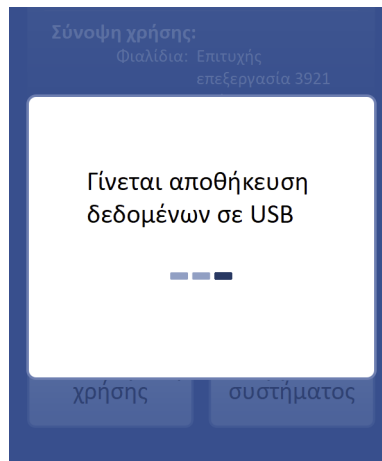 Σύνοψη χρήσης:
Φιαλίδια: Επιτυχής
επεξεργασία 3921
Γίνεται αποθήκευση
δεδομένων σε USB
χρήσης
συστήματος